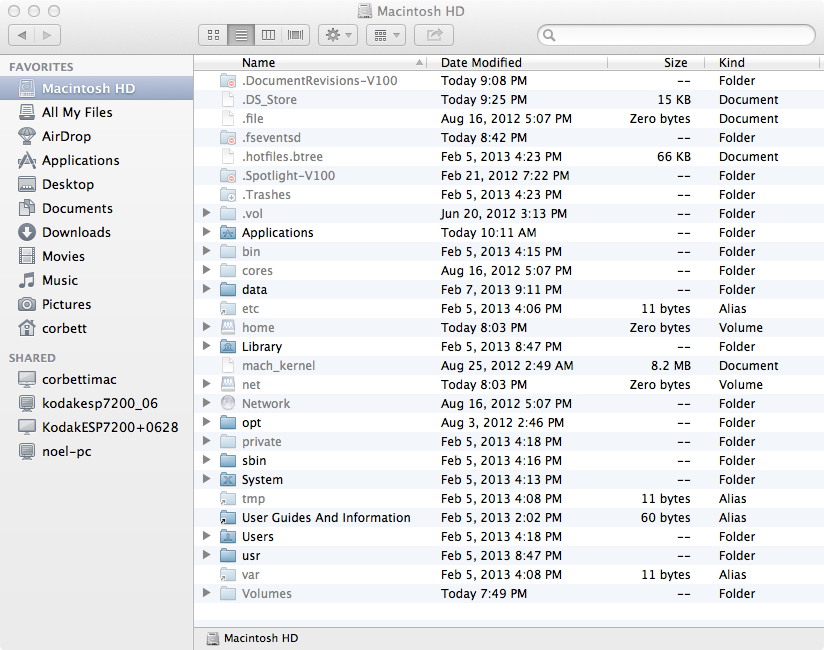 Macintosh HD
FAVORITES
Macintosh HD
All My Files
AirDrop
Applications
Desktop
Documents
Downloads
Movies
Music
Pictures
corbett
SHARED
corbettimac
kodakesp7200_06
KodakESP7200+0628
noel-pc
Name Date Modified Size Kind
.DocumentRevisions-V100 Today 9:08 PM -- Folder
.DS_Store Today 9:25 PM 15 KB Document
.file Aug 16, 2012 5:07 PM Zero bytes Document
.fseventsd Today 8:42 PM -- Folder
.hotfiles.btree Feb 5, 2013 4:23 PM 66 KB Document
.Spotlight-V100 Feb 21, 2012 7:22 PM -- Folder
.Trashes Feb 5, 2013 4:23 PM -- Folder
.vol Jun 20, 2012 3:13 PM -- Folder
Applications Today 10:11 AM -- Folder
bin Feb 5, 2013 4:15 PM -- Folder
cores Aug 16, 2012 5:07 PM -- Folder
data Feb 7, 2013 9:11 PM -- Folder
etc Feb 5, 2013 4:06 PM 11 bytes Alias
home Today 8:03 PM Zero bytes Volume
Library Feb 5, 2013 8:47 PM -- Folder
mach_kernel Aug 25, 2012 2:49 AM 8.2 MB Document
net Today 8:03 PM Zero bytes Volume
Network Aug 16, 2012 5:07 PM -- Folder
opt Aug 3, 2012 2:46 PM -- Folder
private Feb 5, 2013 4:18 PM -- Folder
sbin Feb 5, 2013 4:16 PM -- Folder
System Feb 5, 2013 4:13 PM -- Folder
tmp Feb 5, 2013 4:08 PM 11 bytes Alias
User Guides And Information Feb 5, 2013 2:02 PM 60 bytes Alias
Users Feb 5, 2013 4:18 PM -- Folder
usr Feb 5, 2013 8:47 PM -- Folder
var Feb 5, 2013 4:08 PM 11 bytes Alias
Volumes Today 7:49 PM -- Folder
Macintosh HD